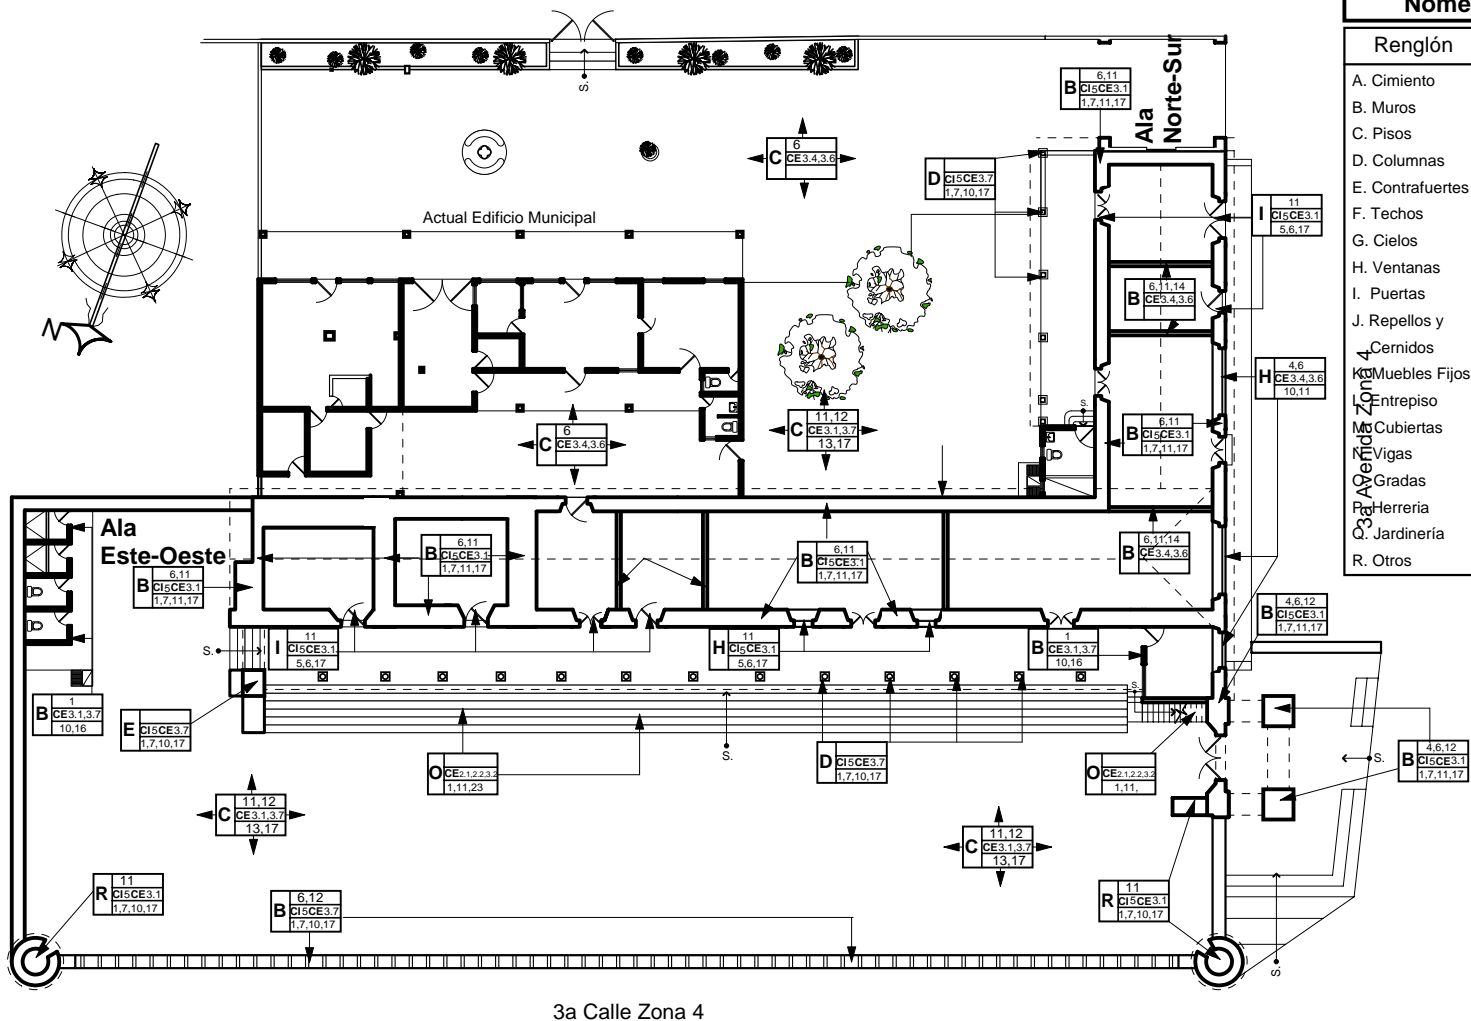 Nome
Renglón
A. Cimiento
B. Muros
C. Pisos
D. Columnas
E. Contrafuertes
F. Techos
G. Cielos
H. Ventanas
I. Puertas
J. Repellos y
Cernidos
K. Muebles Fijos
L. Entrepiso
M. Cubiertas
N. Vigas
O. Gradas
P. Herreria
Q. Jardinería
R. Otros
3a Avenida Zona 4
Ala
Norte-Sur
S.
B 6,11
CI5CE3.1
1,7,11,17
C 6
CE3.4,3.6
D CI5CE3.7
1,7,10,17
I 11
CI5CE3.1
5,6,17
Actual Edificio Municipal
N
B 6,11,14
CE3.4,3.6
H 4,6
CE3.4,3.6
10,11
C 6
CE3.4,3.6
C 11,12
CE3.1,3.7
13,17
S.
B 6,11
CI5CE3.1
1,7,11,17
Ala
Este-Oeste
B 6,11
CI5CE3.1
1,7,11,17
B 6,11
CI5CE3.1
1,7,11,17
B 6,11
CI5CE3.1
1,7,11,17
B 6,11,14
CE3.4,3.6
B 4,6,12
CI5CE3.1
1,7,11,17
S.
I 11
CI5CE3.1
5,6,17
H 11
CI5CE3.1
5,6,17
B 1
CE3.1,3.7
10,16
B 1
CE3.1,3.7
10,16
E CI5CE3.7
1,7,10,17
S.
S.
O CE2.1,2.2,3.2
1,11,23
D CI5CE3.7
1,7,10,17
O CE2.1,2.2,3.2
1,11,
B 4,6,12
CI5CE3.1
1,7,11,17
S.
C 11,12
CE3.1,3.7
13,17
C 11,12
CE3.1,3.7
13,17
R 11
CI5CE3.1
1,7,10,17
B 6,12
CI5CE3.7
1,7,10,17
R 11
CI5CE3.1
1,7,10,17
S.
3a Calle Zona 4